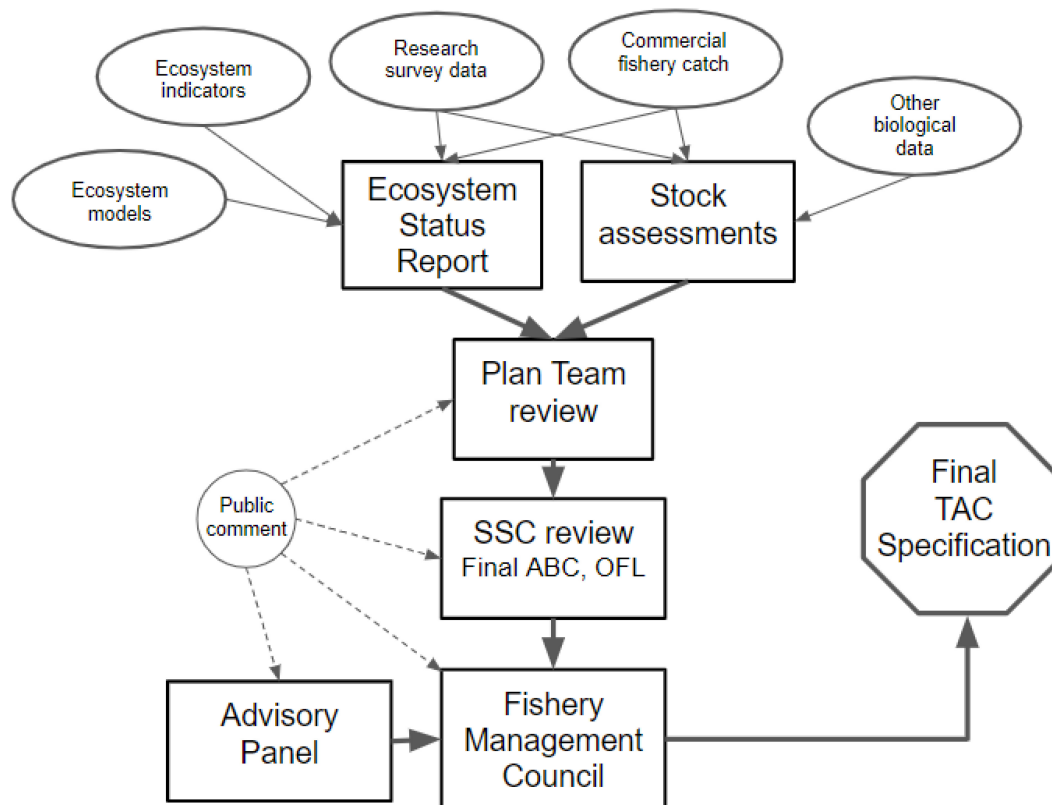 Ecosystem
indicators
Research
survey data
Commercial
fishery catch
Other
biological
data
Ecosystem
models
Ecosystem
Status
Report
Stock
assessments
Plan Team
review
Public
comment
SSC review
Final ABC, OFL
Final
TAC
Specification
Advisory
Panel
Fishery
Management
Council